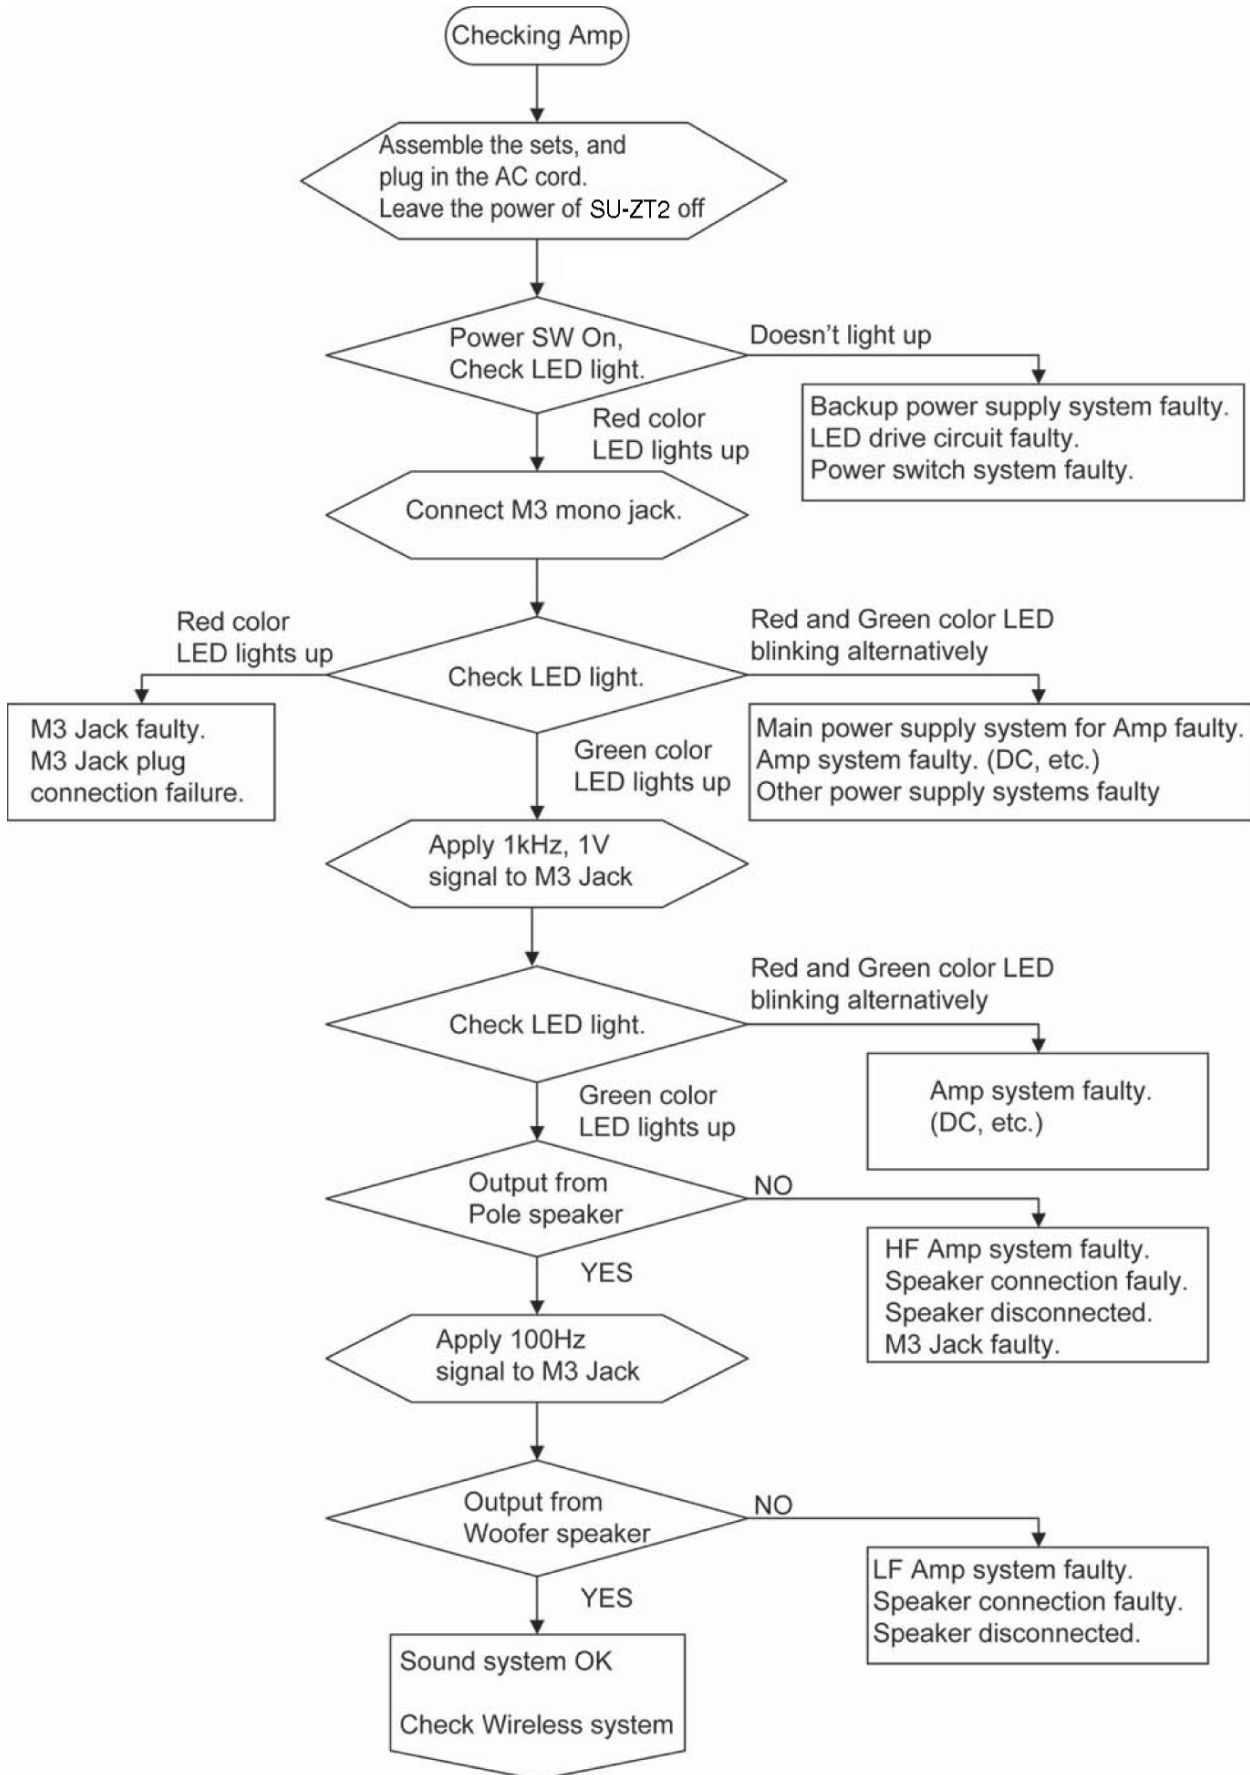 Checking Amp
Assemble the sets, and
plug in the AC cord.
Leave the power of SU-ZT2 off
Power SW On,
Check LED light.
Doesn't light up
Backup power supply system faulty.
LED drive circuit faulty.
Power switch system faulty.
Red color
LED lights up
Connect M3 mono jack.
Red color
LED lights up
Check LED light.
Red and Green color LED
blinking alternatively
M3 Jack faulty.
M3 Jack plug
connection failure.
Main power supply system for Amp faulty.
Amp system faulty. (DC, etc.)
Other power supply systems faulty
Green color
LED lights up
Apply 1kHz, 1V
signal to M3 Jack
Check LED light.
Red and Green color LED
blinking alternatively
Amp system faulty.
(DC, etc.)
Green color
LED lights up
Output from
Pole speaker
NO
HF Amp system faulty.
Speaker connection fauly.
Speaker disconnected.
M3 Jack faulty.
YES
Apply 100Hz
signal to M3 Jack
Output from
Woofer speaker
NO
LF Amp system faulty.
Speaker connection faulty.
Speaker disconnected.
YES
Sound system OK
Check Wireless system